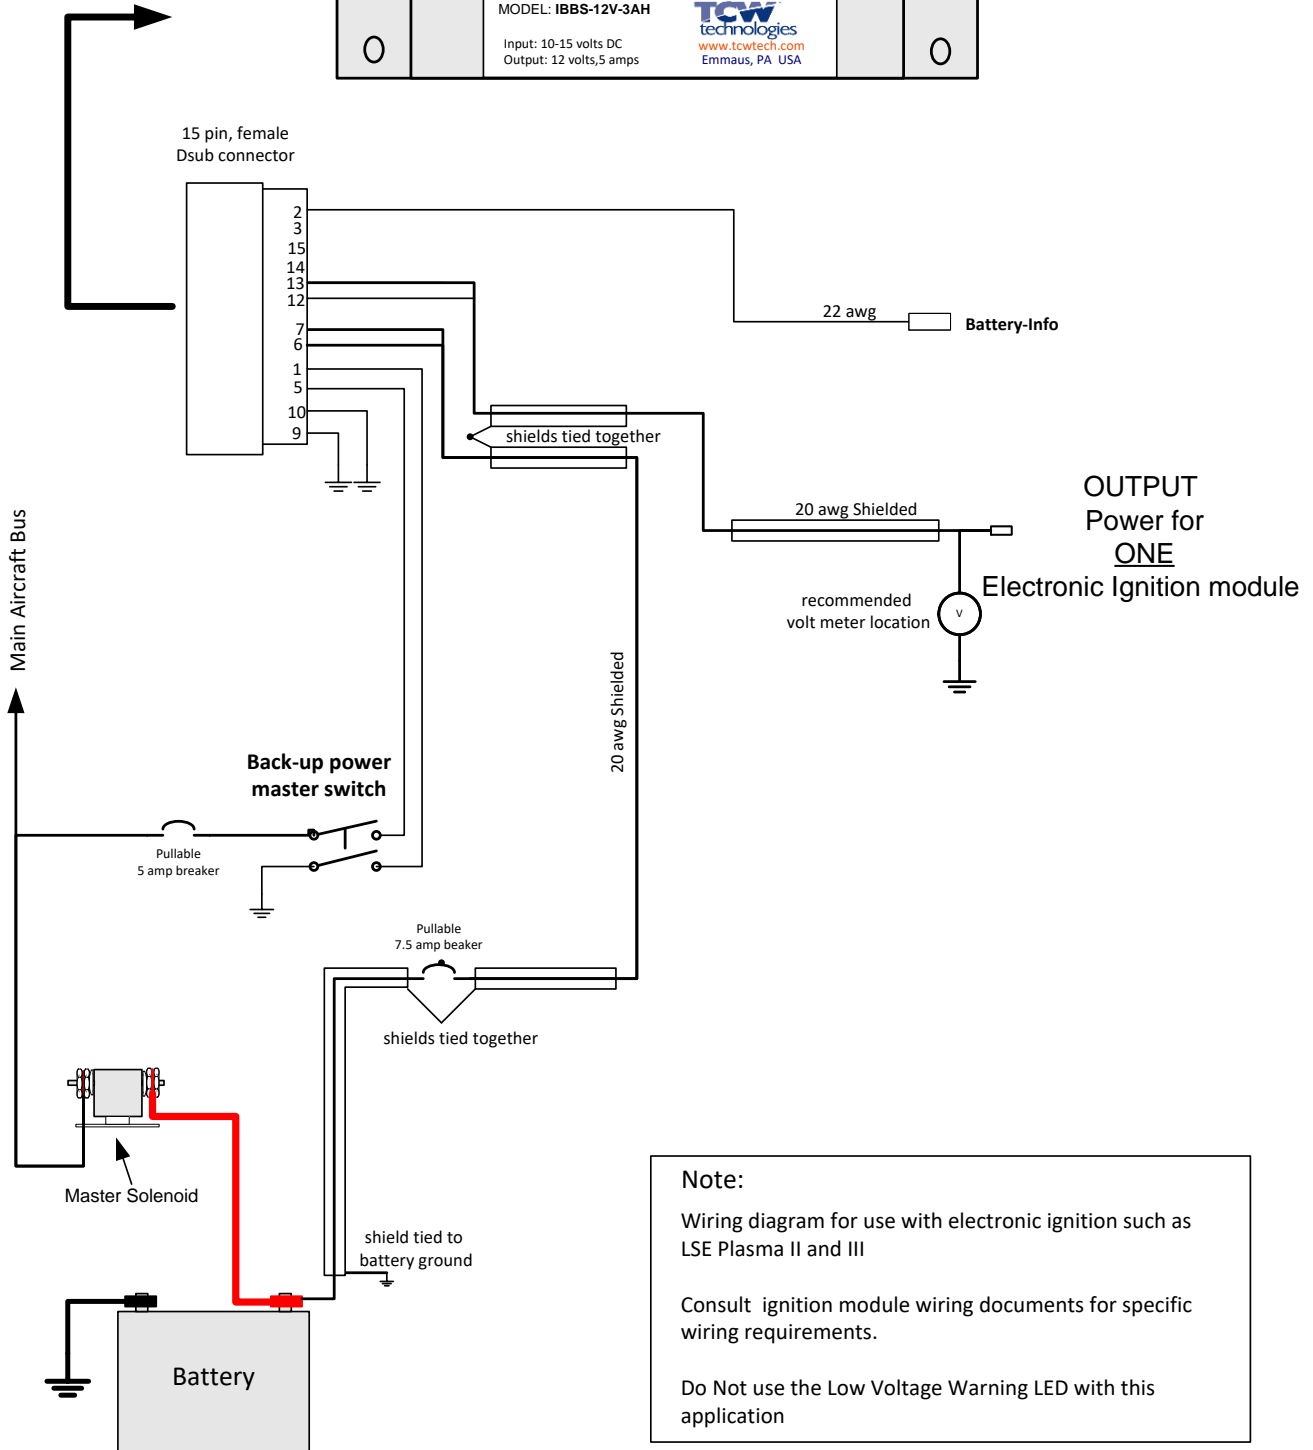 MODEL: IBBS-12V-3AH
TCW
technologies
www.tcwtech.com
Emmaus, PA USA
Input: 10-15 volts DC
Output: 12 volts,5 amps
15 pin, female
Dsub connector
2
3
15
14
13
12
7
6
1
5
10
9
22 awg
Battery-Info
shields tied together
20 awg Shielded
OUTPUT
Power for
ONE
Electronic Ignition module
recommended
volt meter location
V
Main Aircraft Bus
20 awg Shielded
Back-up power
master switch
Pullable
5 amp breaker
Pullable
7.5 amp beaker
shields tied together
Master Solenoid
shield tied to
battery ground
Battery
Note:
Wiring diagram for use with electronic ignition such as
LSE Plasma II and III
Consult ignition module wiring documents for specific
wiring requirements.
Do Not use the Low Voltage Warning LED with this
application